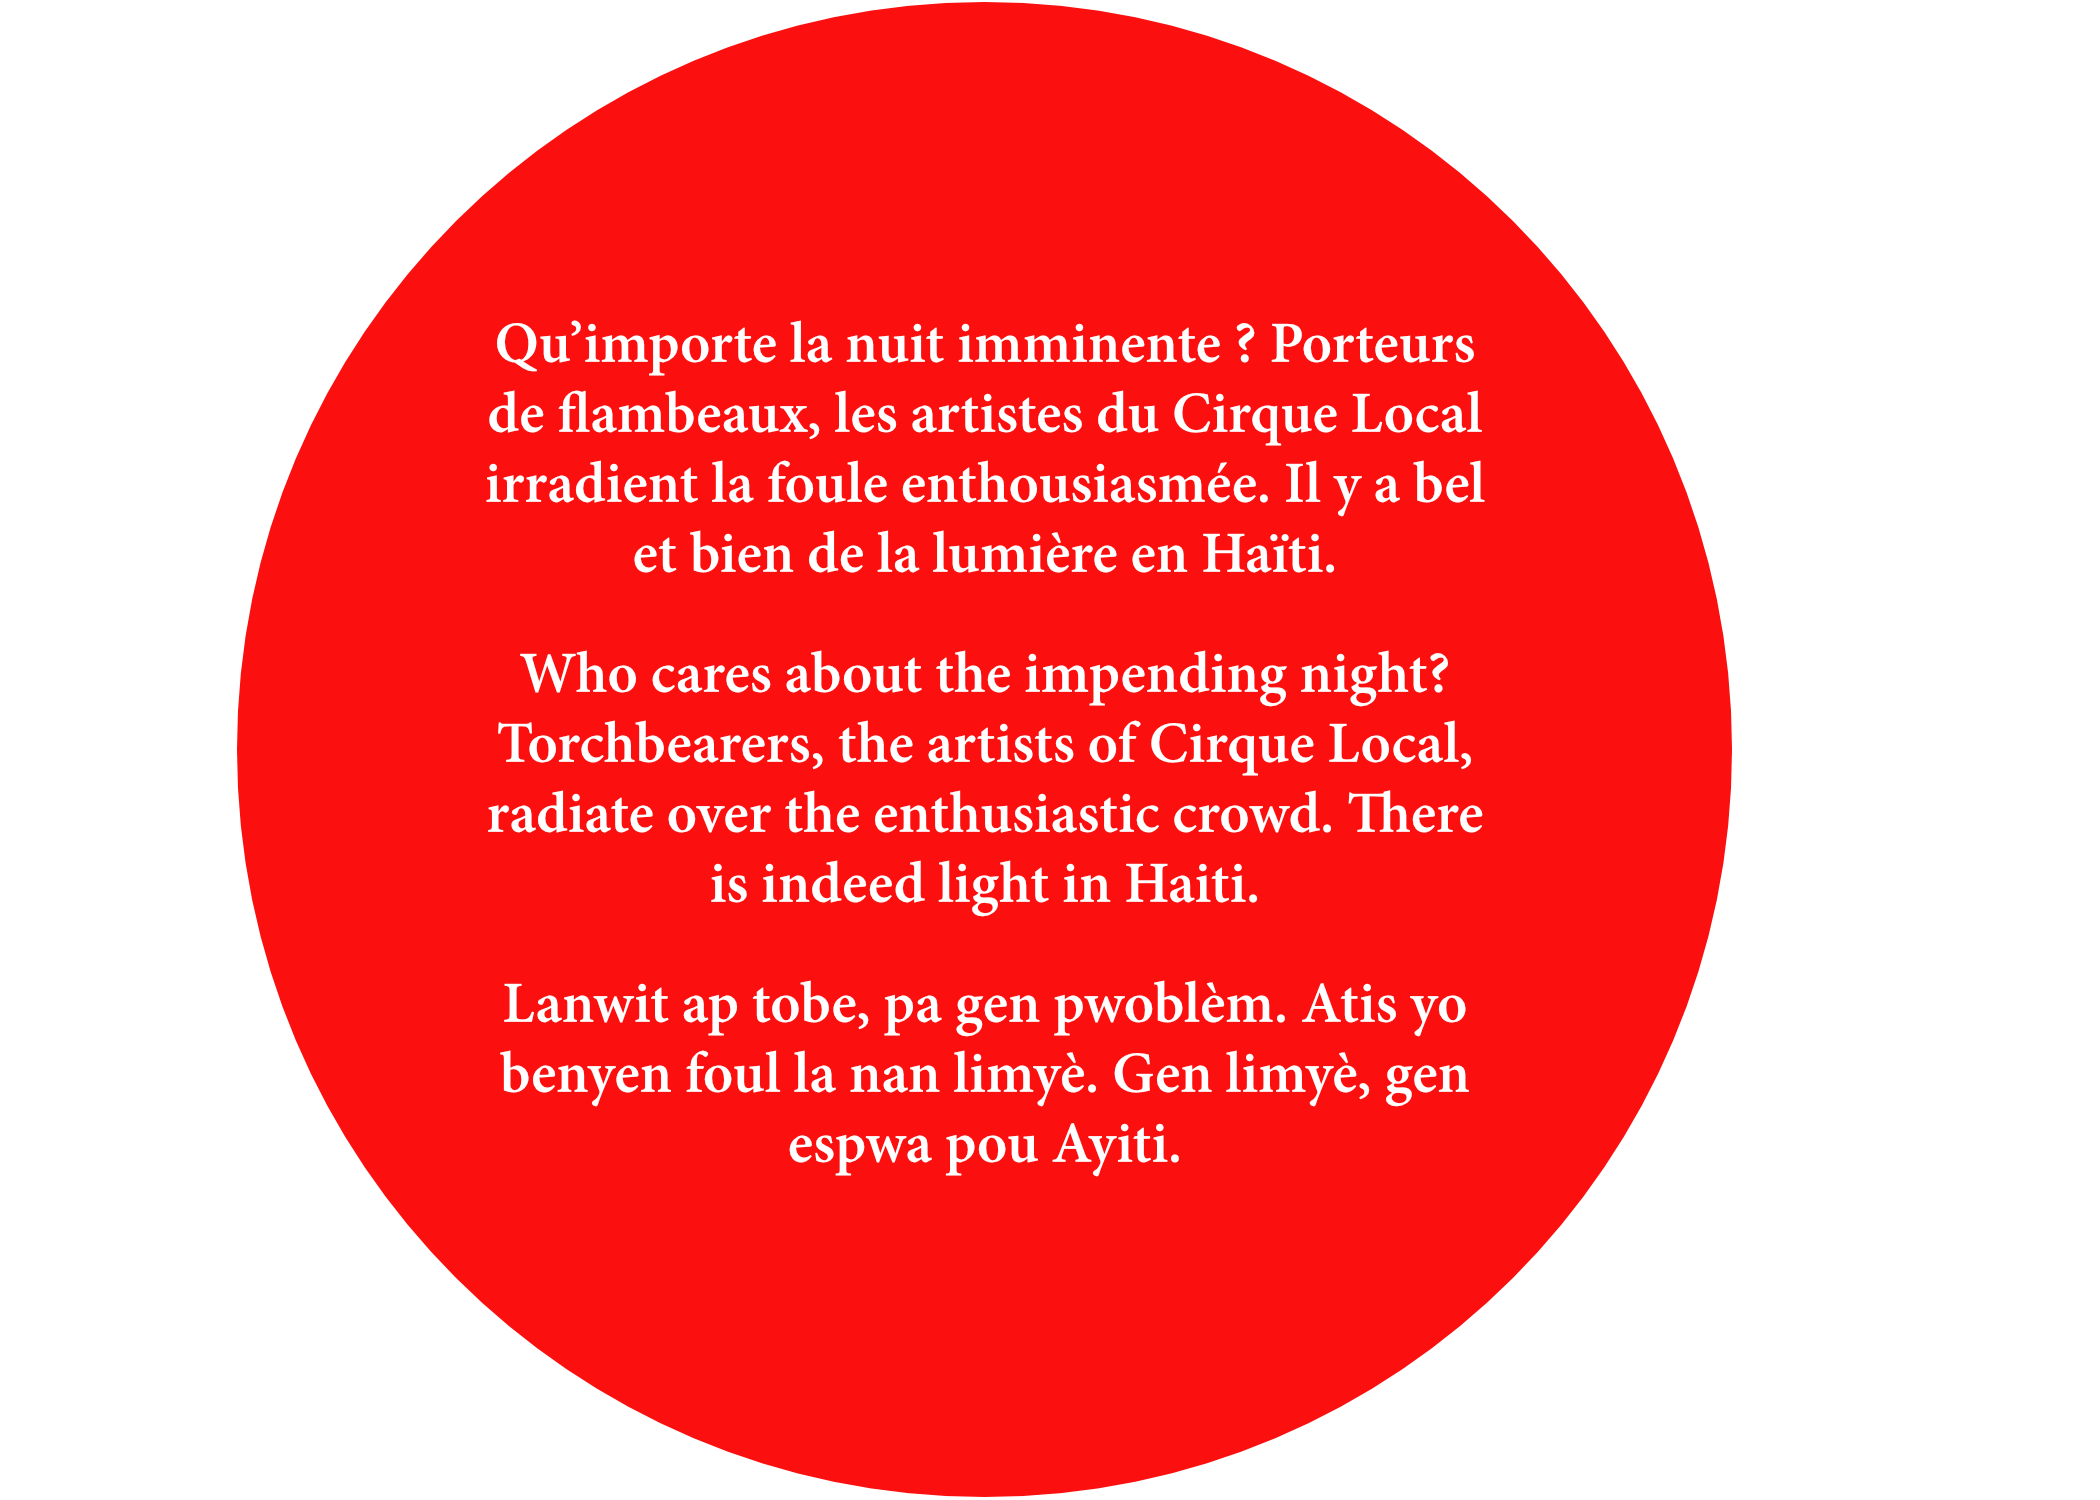 Qu’importe la nuit imminente ? Porteurs
de flambeaux, les artistes du Cirque Local
irradient la foule enthousiasmée. Il y a bel
et bien de la lumière en Haïti.
Who cares about the impending night?
Torchbearers, the artists of Cirque Local,
radiate over the enthusiastic crowd. There
is indeed light in Haiti.
Lanwit ap tobe, pa gen pwoblèm. Atis yo
benyen foul la nan limyè. Gen limyè, gen
espwa pou Ayiti.